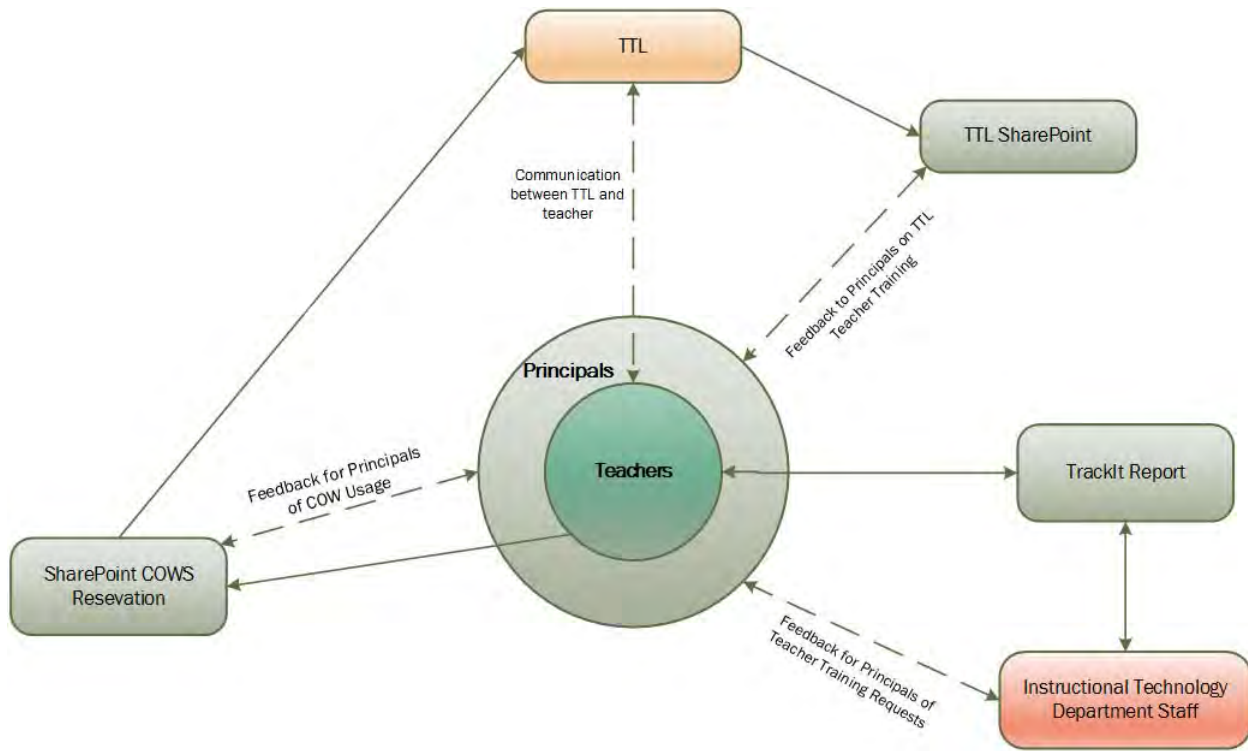 TTL
TTL SharePoint
Communication
between TTL and
teacher
Feedback to Principals on TTL
Teacher Training
Principals
Teachers
TrackIt Report
Feedback for Principals
of COW Usage
SharePoint COWS
Resevation
Feedback for Principals of
Teacher Training Requests
Instructional Technology
Department Staff